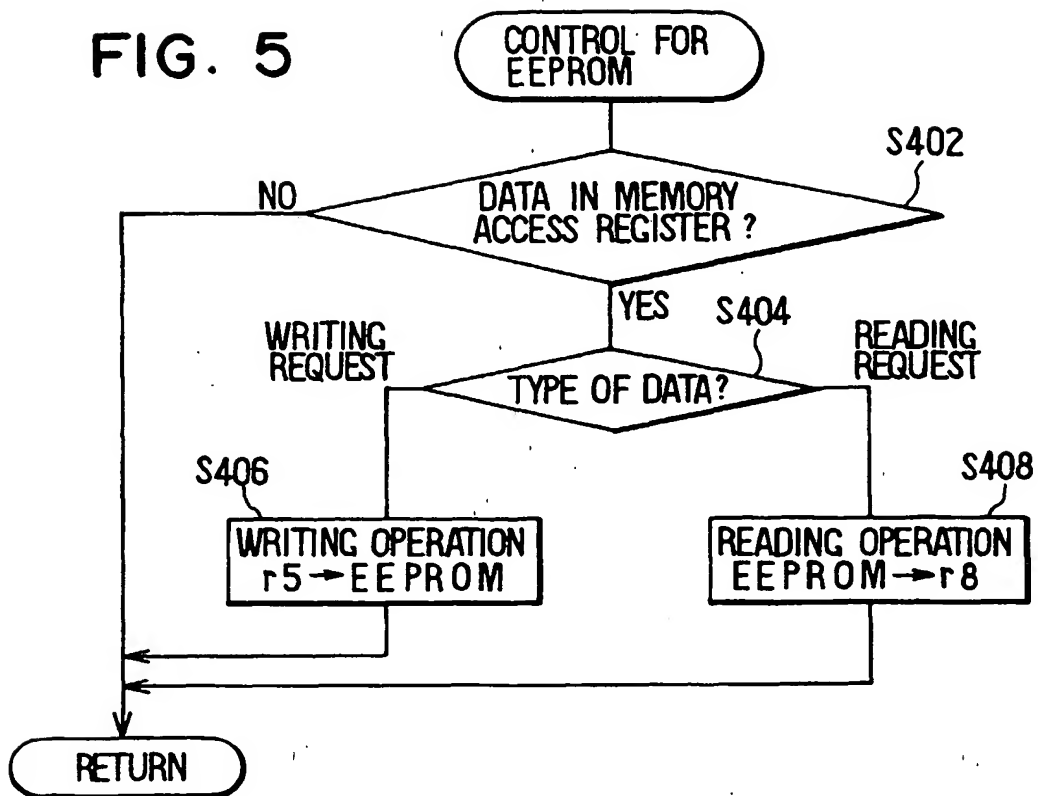 FIG. 5
CONTROL FOR
EEPROM
S402
NO
DATA IN MEMORY
ACCESS REGISTER ?
YES
S404
WRITING
REQUEST
READING
REQUEST
TYPE OF DATA?
S406
S408
WRITING OPERATION
r5→EEPROM
READING OPERATION
EEPROM→r8
RETURN